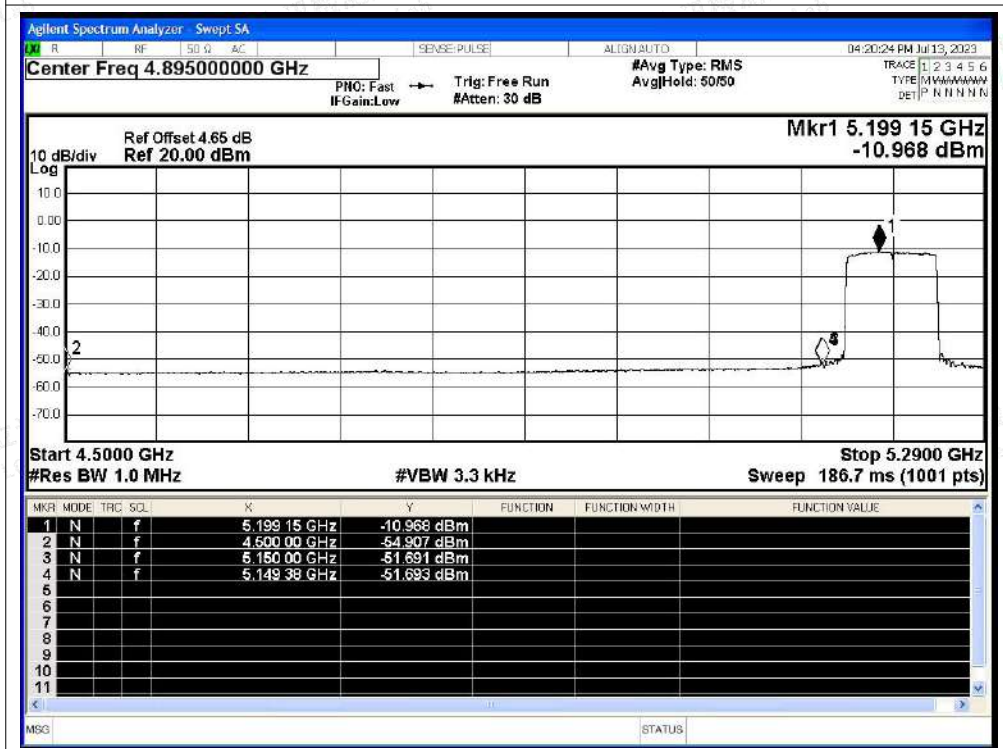 Agilent Spectrum Analyzer - Swept SA
LXI R RF 50 Ω AC SENSE:PULSE ALIGN AUTO 04:20:24 PM Jul 13, 2023
Center Freq 4.895000000 GHz #Avg Type: RMS TRACE 1 2 3 4 5 6
PNO: Fast Trig: Free Run Avg|Hold: 50/50 TYPE M
IFGain:Low #Atten: 30 dB DET P N N N N N
Mkr1 5.199 15 GHz
Ref Offset 4.65 dB
10 dB/div Ref 20.00 dBm -10.968 dBm
Log
10.0
0.00
1
-10.0
-20.0
-30.0
-40.0
2
-50.0
-60.0
-70.0
Start 4.5000 GHz Stop 5.2900 GHz
#Res BW 1.0 MHz #VBW 3.3 kHz Sweep 186.7 ms (1001 pts)
MKR MODE TRC SCL X Y FUNCTION FUNCTION WIDTH FUNCTION VALUE
1 N f 5.199 15 GHz -10.968 dBm
2 N f 4.500 00 GHz -54.907 dBm
3 N f 5.150 00 GHz -51.691 dBm
4 N f 5.149 38 GHz -51.693 dBm
5
6
7
8
9
10
11
MSG STATUS